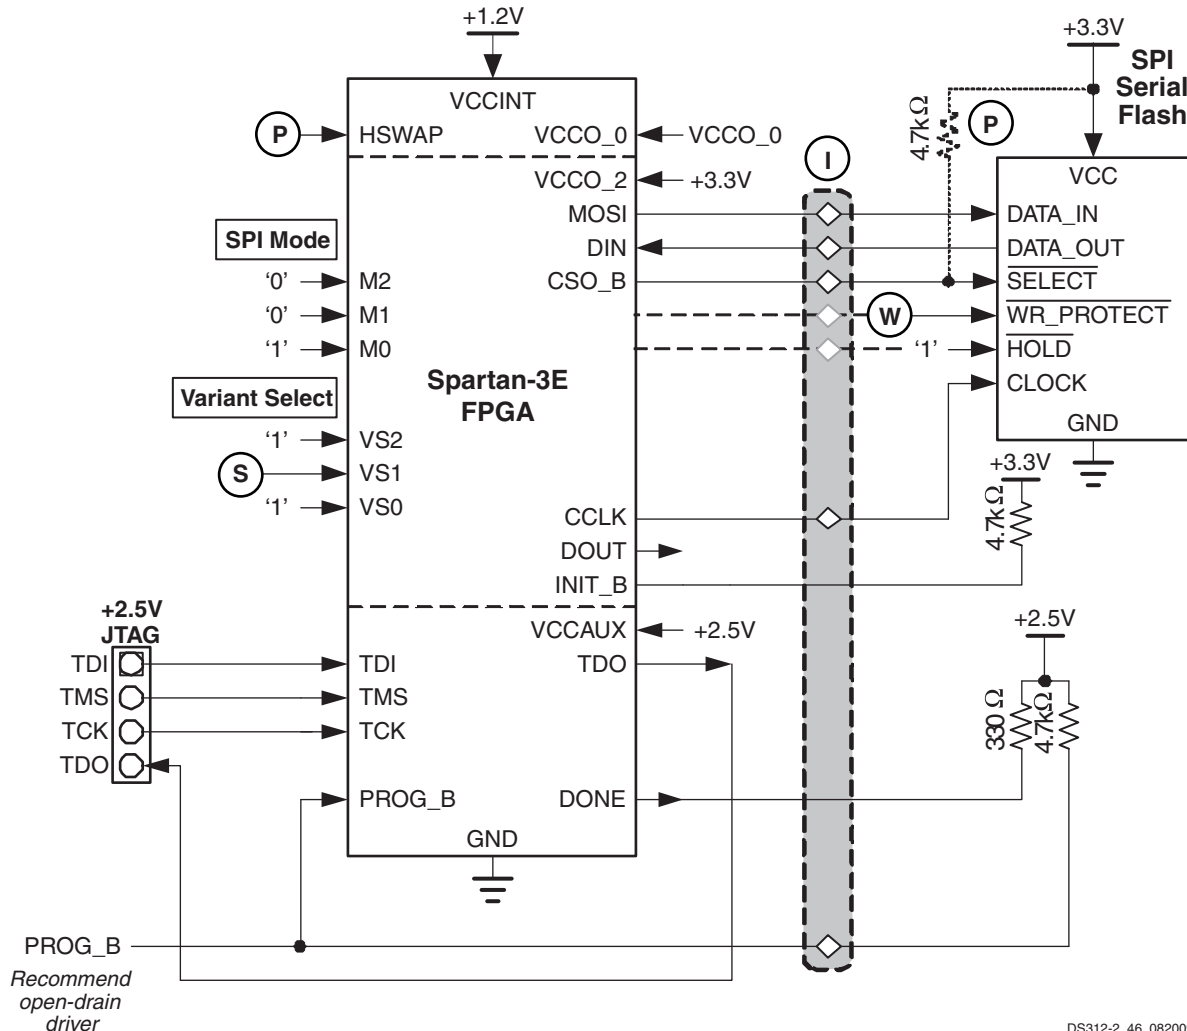 +1.2V
+3.3V
SPI
Serial
Flash
VCCINT
P
HSWAP
VCCO_0
VCCO_0
4.7kΩ
P
I
VCC
VCCO_2
+3.3V
MOSI
DATA_IN
SPI Mode
DIN
DATA_OUT
'0'
M2
CSO_B
SELECT
'0'
M1
W
WR_PROTECT
'1'
M0
'1'
HOLD
Spartan-3E
FPGA
CLOCK
Variant Select
GND
'1'
VS2
S
VS1
+3.3V
'1'
VS0
CCLK
4.7kΩ
DOUT
INIT_B
+2.5V
JTAG
VCCAUX
+2.5V
+2.5V
TDI
TDI
TDO
TMS
TMS
TCK
TCK
330 Ω
4.7kΩ
TDO
PROG_B
DONE
GND
PROG_B
Recommend
open-drain
driver
DS312-2_46_08200